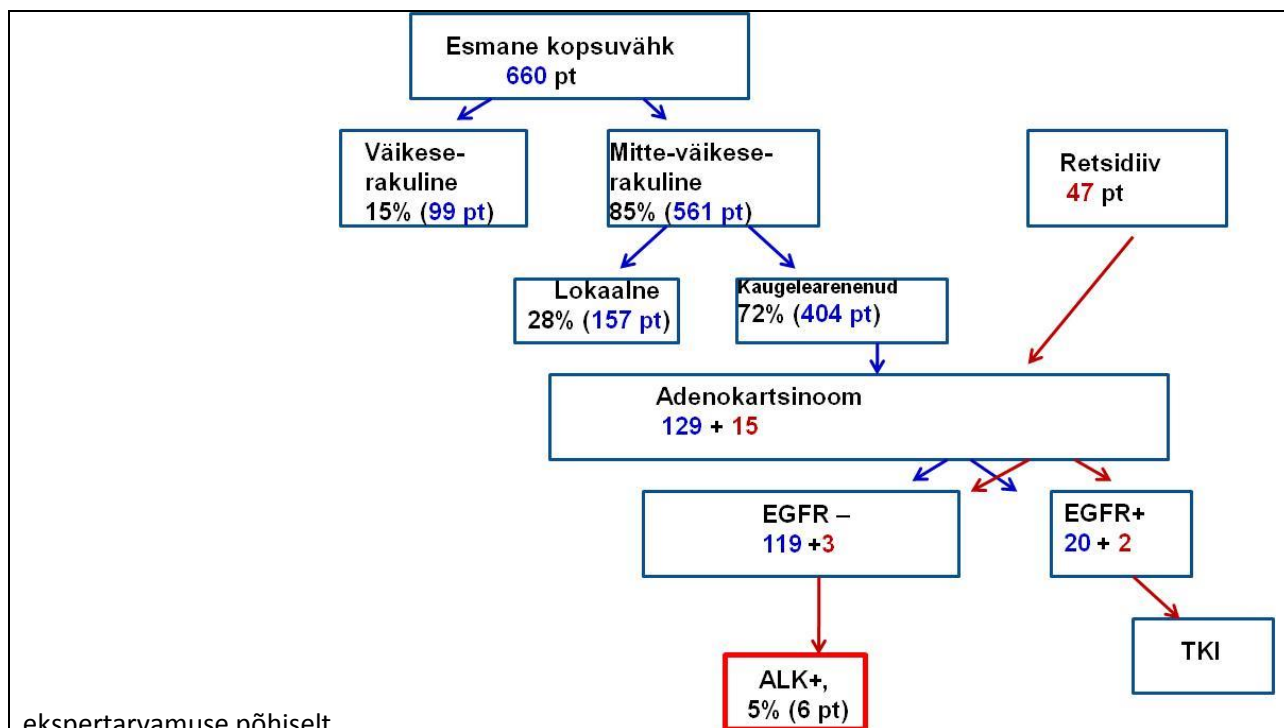 Esmane kopsuvähk
660 pt
Väikese-
rakuline
15% (99 pt)
Mitte-väikese-
rakuline
85% (561 pt)
Retsidiiv
47 pt
Lokaalne
28% (157 pt)
Kaugelearenenud
72% (404 pt)
Adenokartsinoom
129 + 15
EGFR –
119 +3
EGFR+
20 + 2
TKI
ALK+,
5% (6 pt)
ekspertarvamuse põhiselt